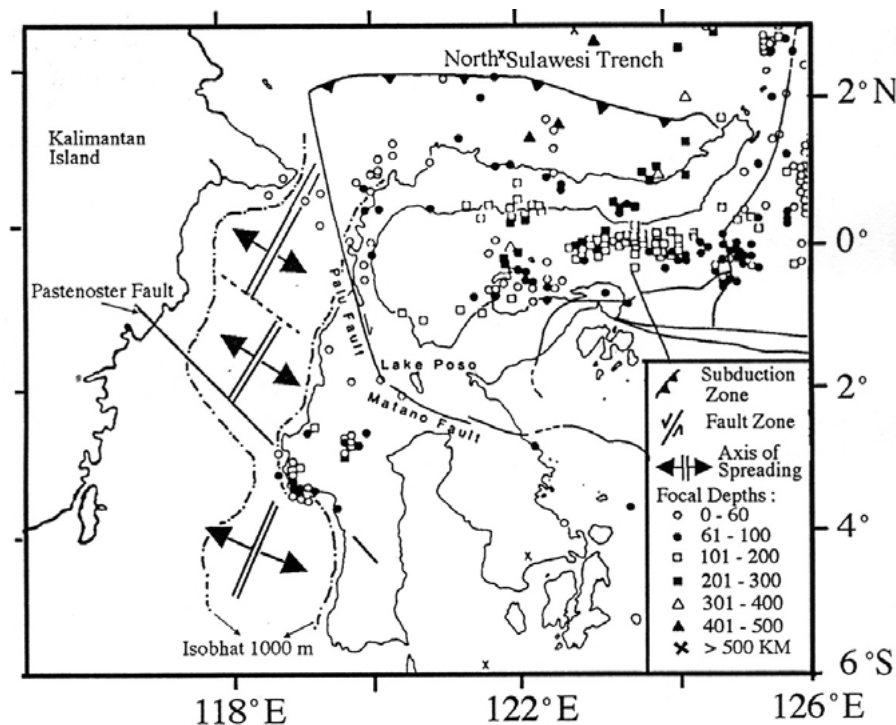 North Sulawesi Trench
2°N
Kalimantan
Island
0°
Pastenoster Fault
Palu Fault
Lake Poso
Matano Fault
2°
Subduction
Zone
Fault Zone
Axis of
Spreading
Focal Depths :
0 - 60
61 - 100
101 - 200
201 - 300
301 - 400
401 - 500
> 500 KM
4°
Isobhat 1000 m
6°S
118°E
122°E
126°E